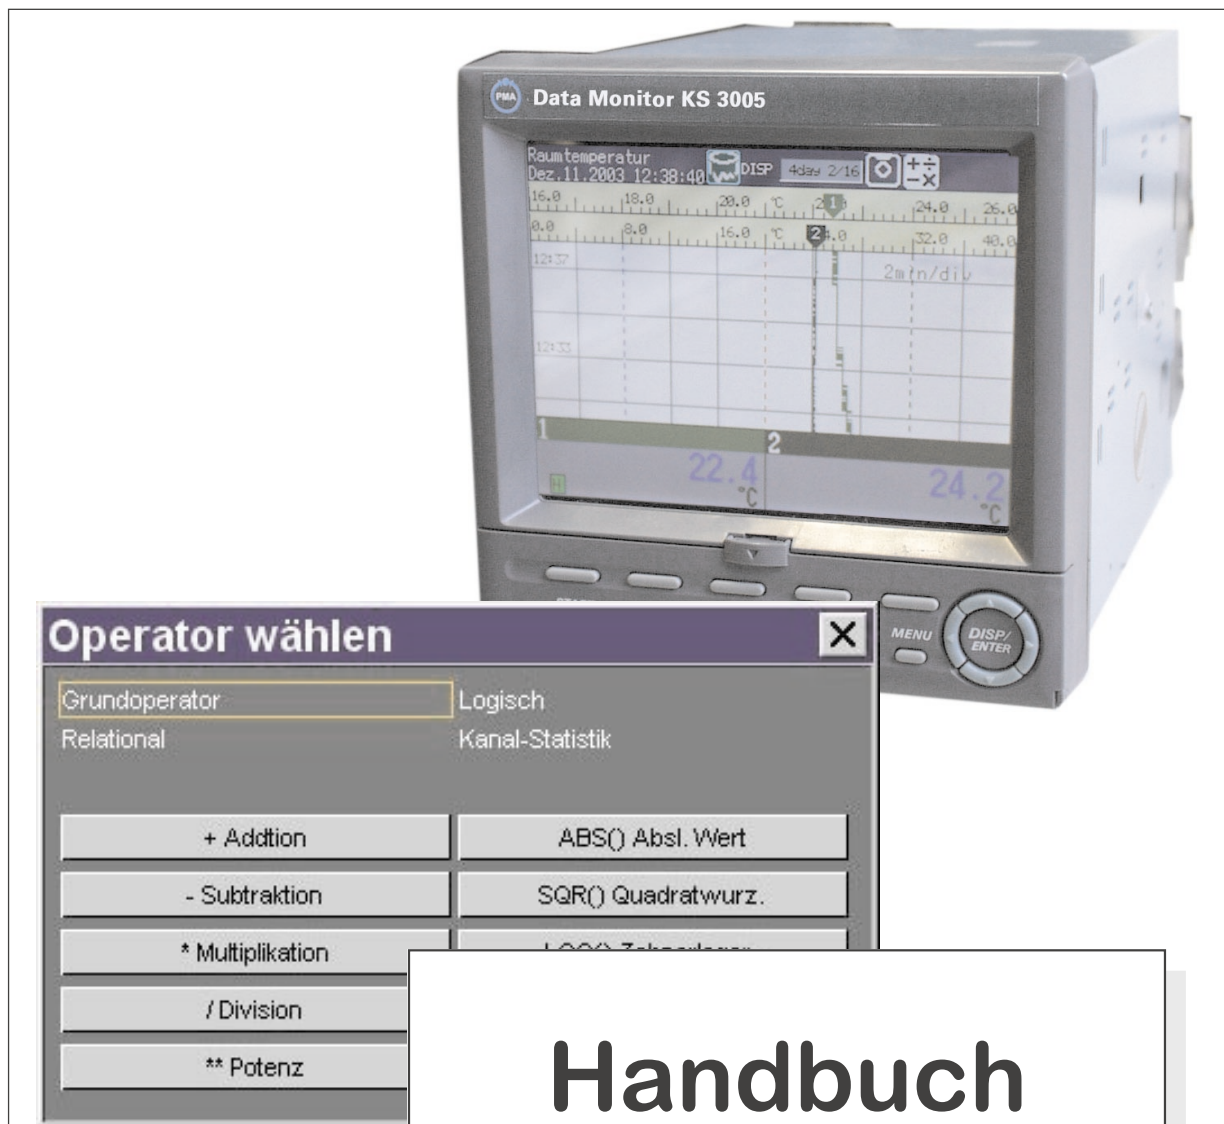 PMA Data Monitor KS 3005
Raumtemperatur
Dez.11.2003 12:38:40
DISP
4day 2/16
16.0 18.0 20.0 °C 1 24.0 26.0
0.0 8.0 16.0 °C 2 32.0 40.0
12:37
2min/div
12:33
1
2
22.4
°C
H
24.2
°C
MENU
DISP/
ENTER
Operator wählen
Grundoperator
Logisch
Relational
Kanal-Statistik
+ Addtion
ABS() Absl. Wert
- Subtraktion
SQR() Quadratwurz.
* Multiplikation
/ Division
** Potenz
Handbuch